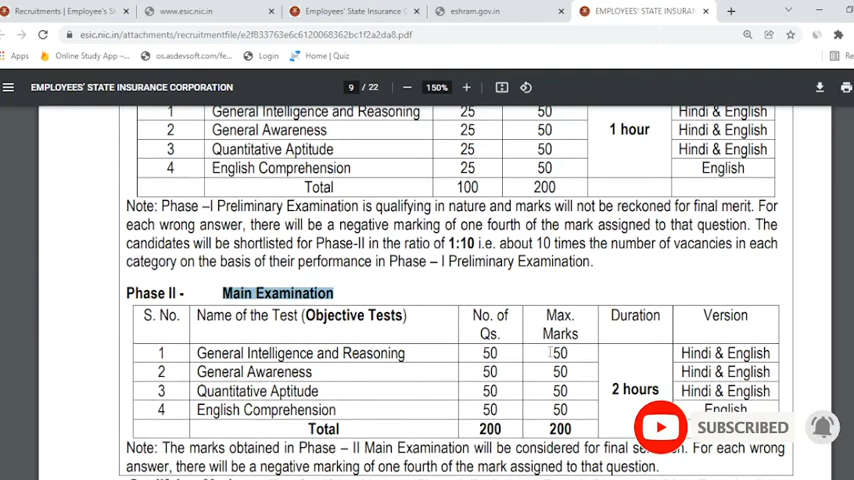 Recruitments | Employee's S
www.esic.nic.in
Employees' State Insurance C
eshram.gov.in
EMPLOYEES' STATE INSURAN
esic.nic.in/attachments/recruitmentfile/e2f833763e6c6120068362bc1f2a2da8.pdf
Apps
Online Study App –
os.asdevsoft.com/fe...
Login
Home | Quiz
EMPLOYEES' STATE INSURANCE CORPORATION
9 / 22
150%
1 General Intelligence and Reasoning 25 50 Hindi & English
2 General Awareness 25 50 1 hour Hindi & English
3 Quantitative Aptitude 25 50 Hindi & English
4 English Comprehension 25 50 English
Total 100 200
Note: Phase –I Preliminary Examination is qualifying in nature and marks will not be reckoned for final merit. For
each wrong answer, there will be a negative marking of one fourth of the mark assigned to that question. The
candidates will be shortlisted for Phase-II in the ratio of 1:10 i.e. about 10 times the number of vacancies in each
category on the basis of their performance in Phase – I Preliminary Examination.
Phase II - Main Examination
S. No. Name of the Test (Objective Tests) No. of Qs. Max. Marks Duration Version
1 General Intelligence and Reasoning 50 50 Hindi & English
2 General Awareness 50 50 Hindi & English
3 Quantitative Aptitude 50 50 2 hours Hindi & English
4 English Comprehension 50 50 English
Total 200 200
SUBSCRIBED
Note: The marks obtained in Phase – II Main Examination will be considered for final For each wrong
answer, there will be a negative marking of one fourth of the mark assigned to that question.